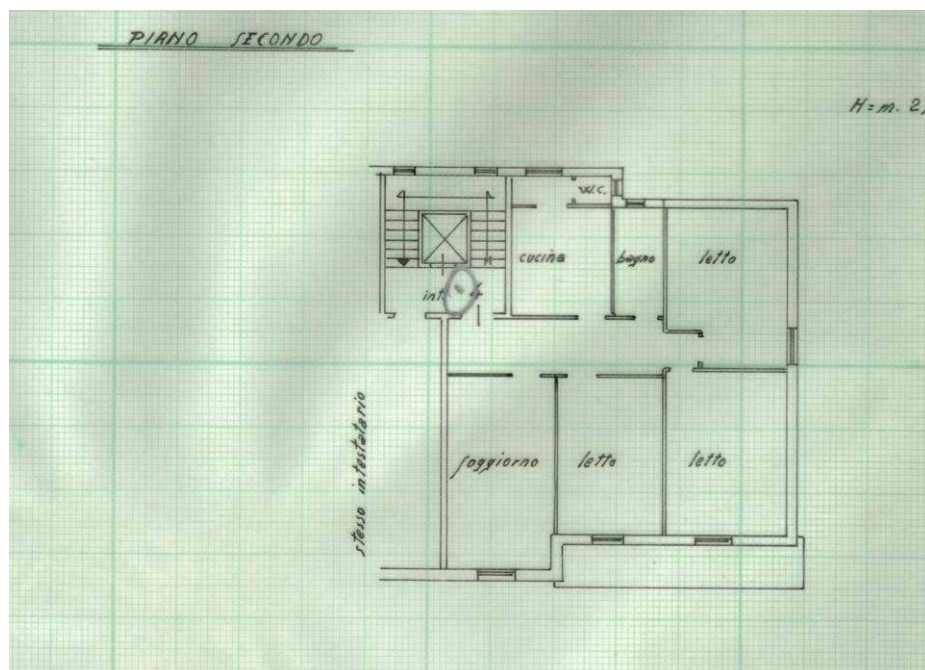 PIANO SECONDO
H=m. 2,
W.C.
cucina
bagno
letto
int. 4
stesso intestatario
soggiorno
letto
letto